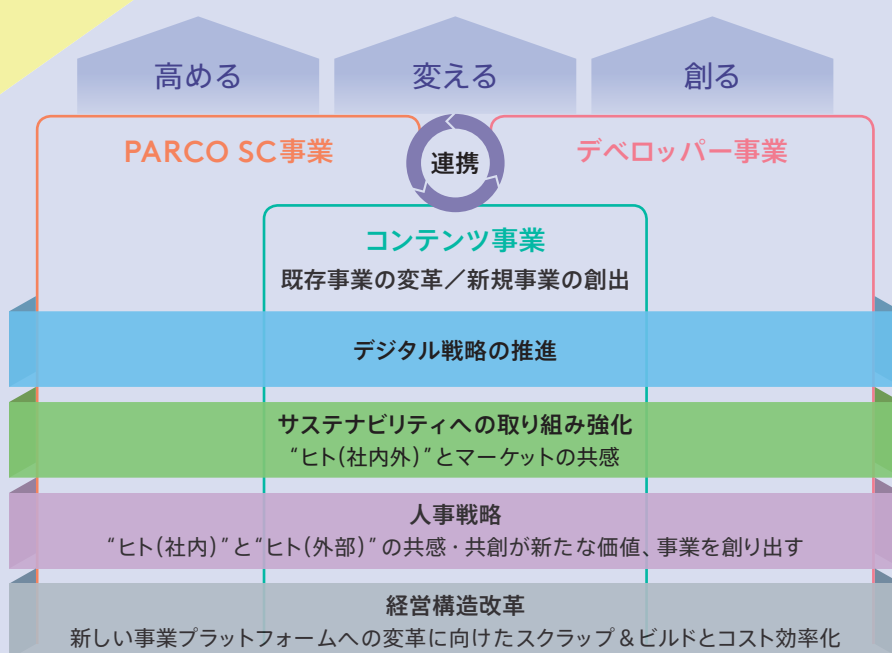 高める
変える
創る
PARCO SC事業
連携
デベロッパー事業
コンテンツ事業
既存事業の変革／新規事業の創出
デジタル戦略の推進
サステナビリティへの取り組み強化
“ヒト(社内外)”とマーケットの共感
人事戦略
“ヒト(社内)”と“ヒト(外部)”の共感・共創が新たな価値、事業を創り出す
経営構造改革
新しい事業プラットフォームへの変革に向けたスクラップ＆ビルドとコスト効率化